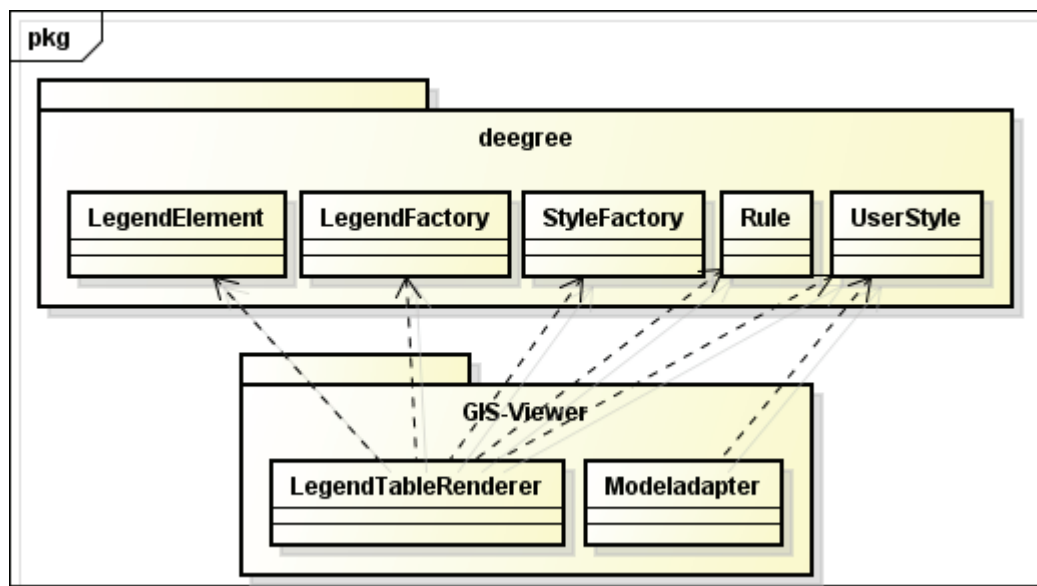 pkg
deegree
LegendElement
LegendFactory
StyleFactory
Rule
UserStyle
GIS-Viewer
LegendTableRenderer
Modeladapter